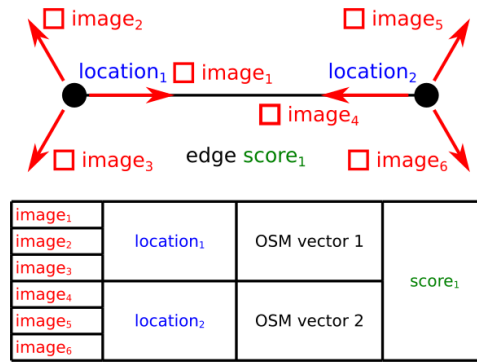 image₂
image₅
location₁
image₁
location₂
image₄
image₃
edge score₁
image₆
image₁
image₂
image₃
image₄
image₅
image₆
location₁
location₂
OSM vector 1
OSM vector 2
score₁